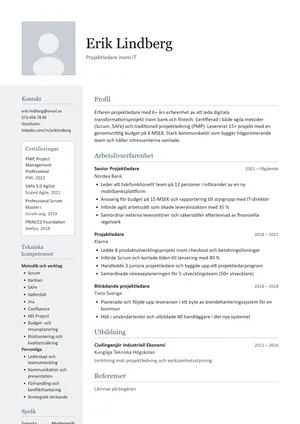 Erik Lindberg
Projektledare inom IT
Kontakt
erik.lindberg@email.se
073-456 78 90
Stockholm
linkedin.com/in/eriklindberg
Certifieringar
PMP, Project
Management
Professional
PMI, 2020
SAFe 5.0 Agilist
Scaled Agile, 2021
Professional Scrum
Master I
Scrum.org, 2019
PRINCE2 Foundation
Axelos, 2018
Tekniska
kompetenser
Metodik och verktyg
Scrum
Kanban
SAFe
Vattenfall
Jira
Confluence
MS Project
Budget- och
resursplanering
Riskhantering och
kvalitetssäkring
Personliga
Ledarskap och
teamutveckling
Kommunikation och
presentation
Förhandling och
konflikthantering
Strategiskt tänkande
Språk
Profil
Erfaren projektledare med 6+ års erfarenhet av att leda digitala
transformationsprojekt inom bank och fintech. Certifierad i både agila metoder
(Scrum, SAFe) och traditionell projektledning (PMP). Levererat 15+ projekt med en
genomsnittlig budget på 8 MSEK. Stark kommunikatör som bygger högpresterande
team och håller intressenterna samlade.
Arbetslivserfarenhet
Senior Projektledare 2021 – Pågående
Nordea Bank
Leder ett tvärfunktionellt team på 12 personer i införandet av en ny
mobilbanksplattform
Ansvarig för budget på 15 MSEK och rapportering till styrgrupp med IT-direktör
Införde agilt arbetssätt som ökade leveranstakten med 35 %
Samordnar externa leverantörer och säkerställer efterlevnad av finansiella
regelverk
Projektledare 2018 – 2021
Klarna
Ledde 8 produktutvecklingsprojekt inom checkout och betalningslösningar
Införde Scrum och kortade tiden till lansering med 40 %
Handledde 3 juniora projektledare och byggde upp ett projektledarprogram
Samordnade releaseplaneringen för 5 utvecklingsteam (50+ utvecklare)
Biträdande projektledare 2016 – 2018
Tieto Sverige
Planerade och följde upp leveranser i ett byte av ärendehanteringssystem för en
kommun
Höll i användartester och utbildade 40 handläggare i det nya systemet
Utbildning
Civilingenjör Industriell Ekonomi 2012 – 2016
Kungliga Tekniska Högskolan
Inriktning mot projektledning och verksamhetsstyrning
Referenser
Lämnas på begäran